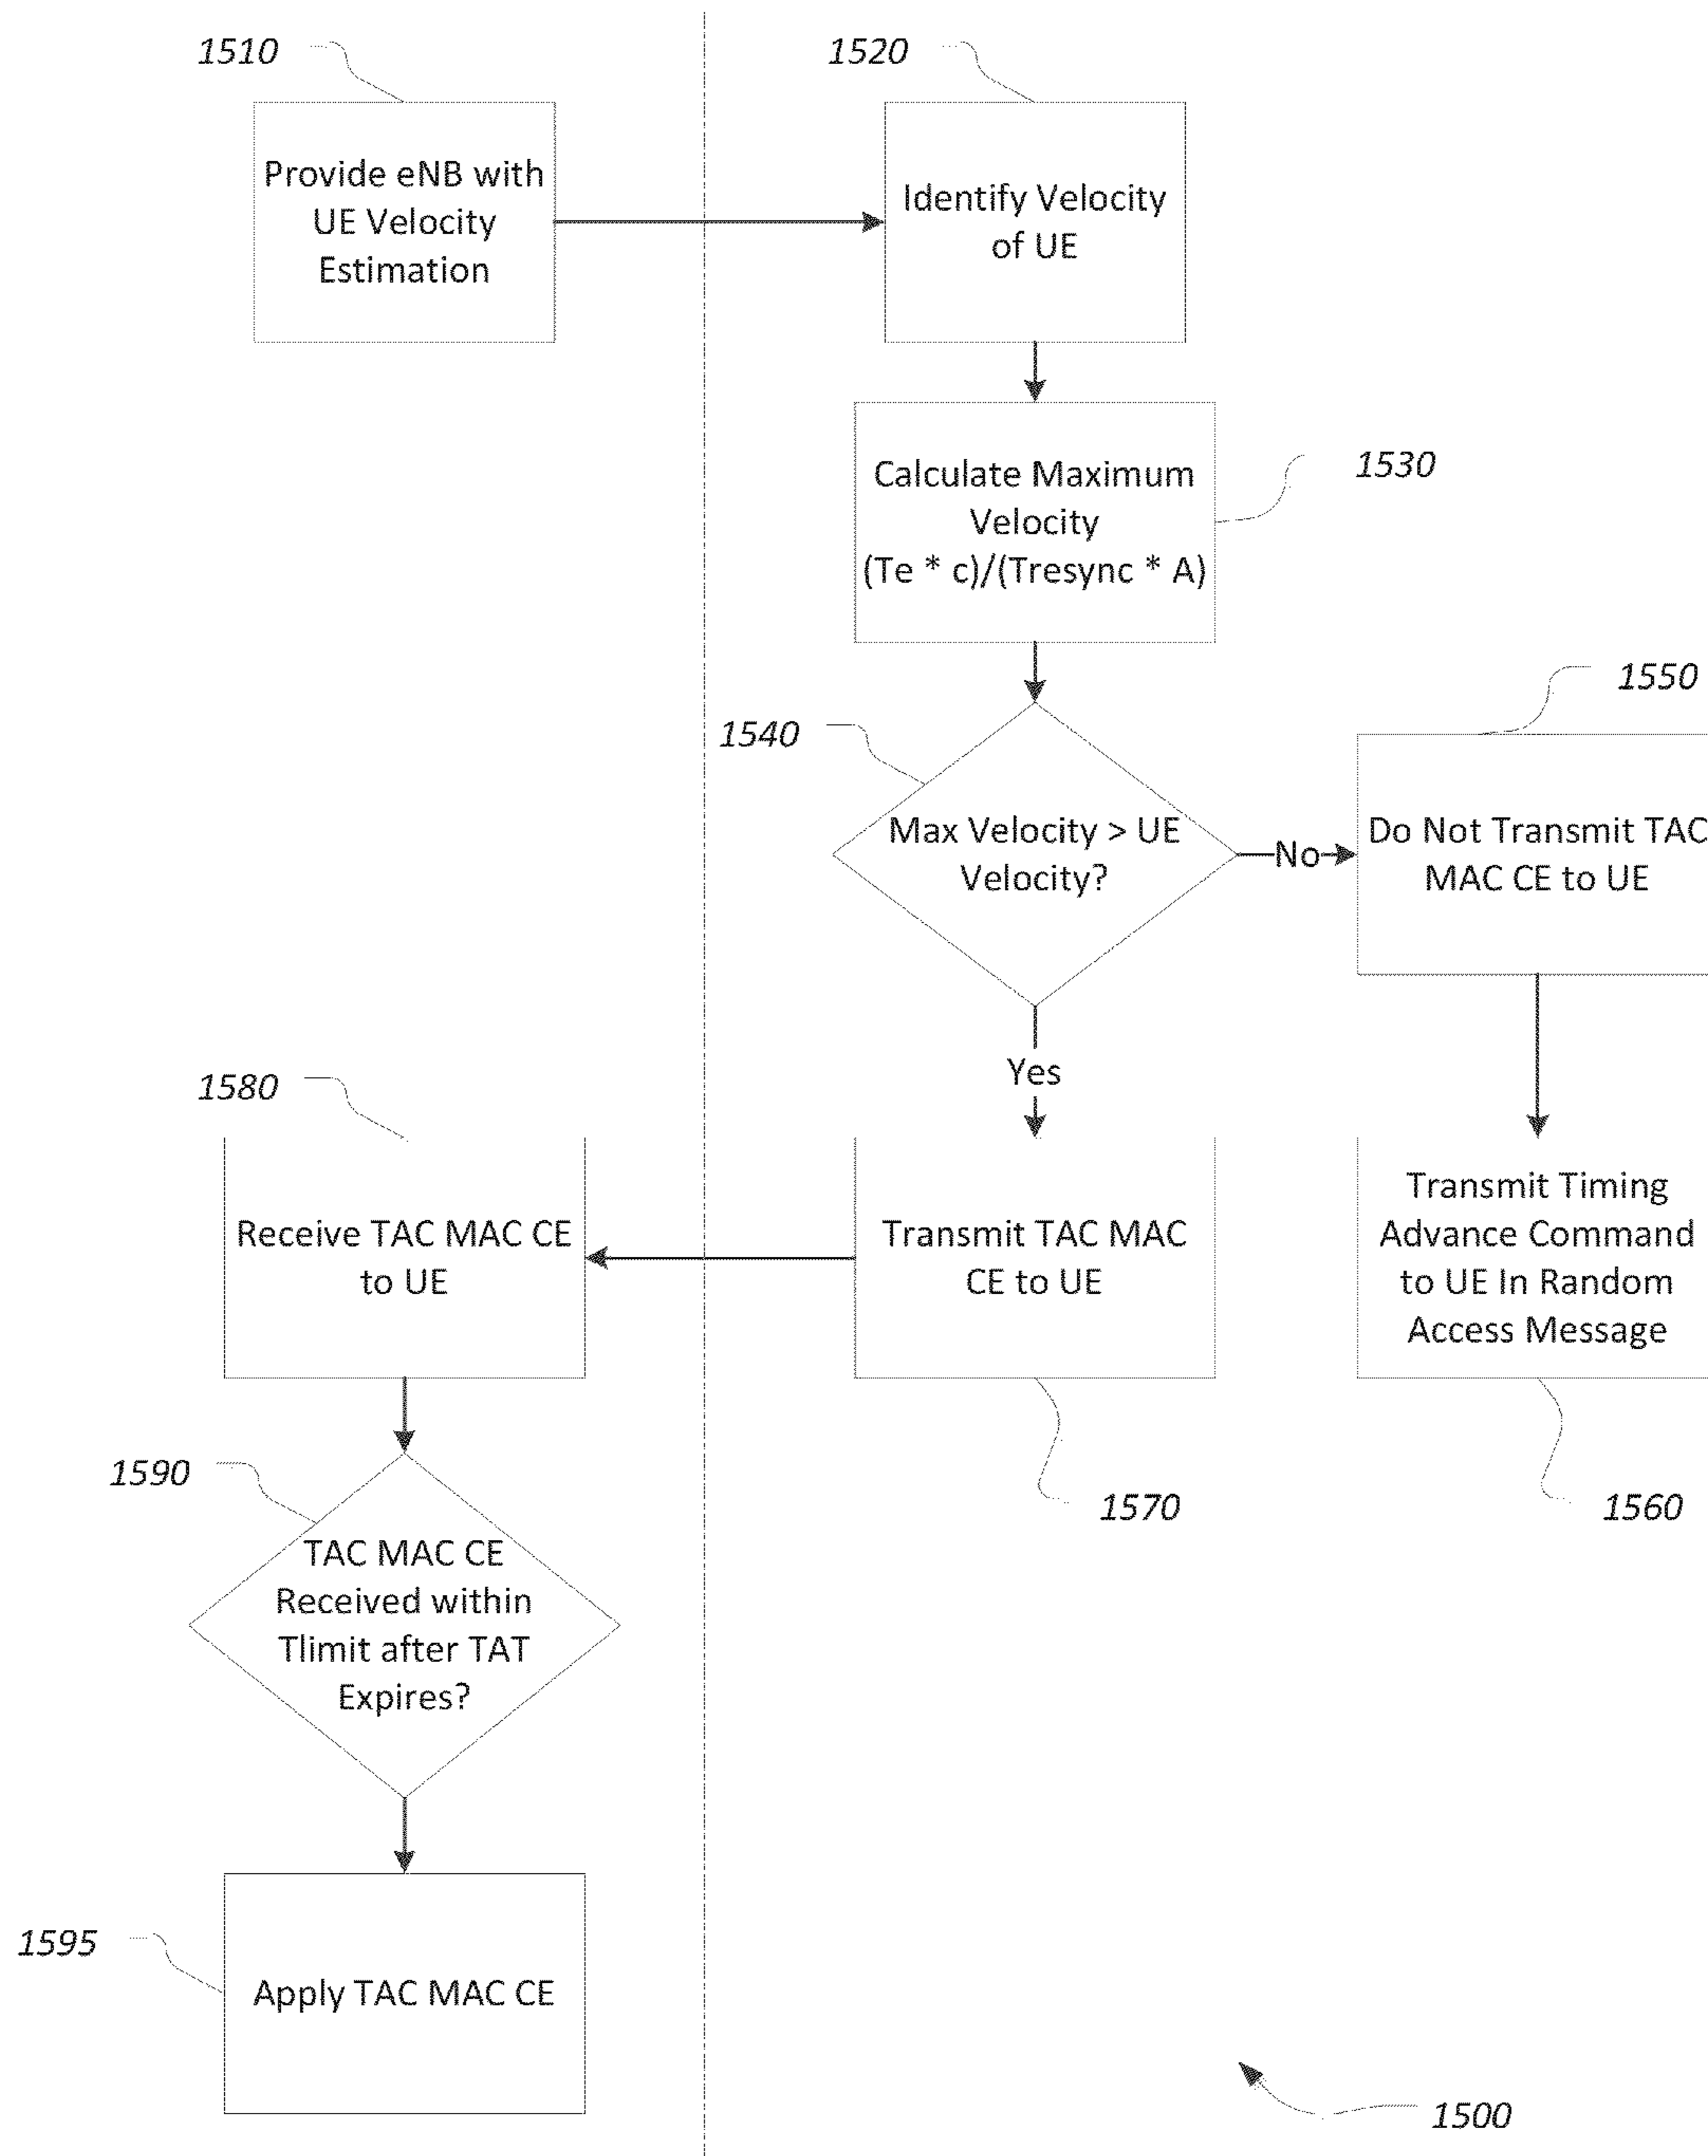 1510
1520
Provide eNB with
UE Velocity
Estimation
Identify Velocity
of UE
Calculate Maximum
Velocity
(Te * c)/(Tresync * A)
1530
1550
1540
Max Velocity > UE
Velocity?
No
Do Not Transmit TAC
MAC CE to UE
Yes
1580
Receive TAC MAC CE
to UE
Transmit TAC MAC
CE to UE
Transmit Timing
Advance Command
to UE In Random
Access Message
1590
1570
1560
TAC MAC CE
Received within
Tlimit after TAT
Expires?
1595
Apply TAC MAC CE
1500